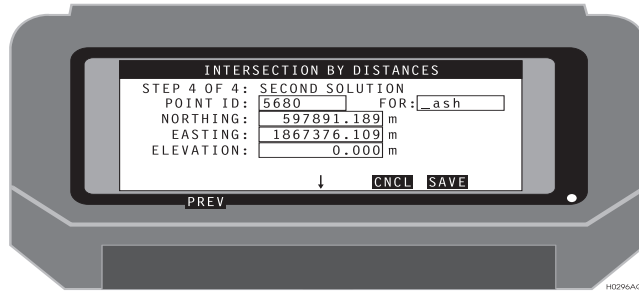 INTERSECTION BY DISTANCES
STEP 4 OF 4: SECOND SOLUTION
POINT ID: 5680 FOR: _ash
NORTHING: 597891.189 m
EASTING: 1867376.109 m
ELEVATION: 0.000 m
↓ CNCL SAVE
PREV
H0296AC